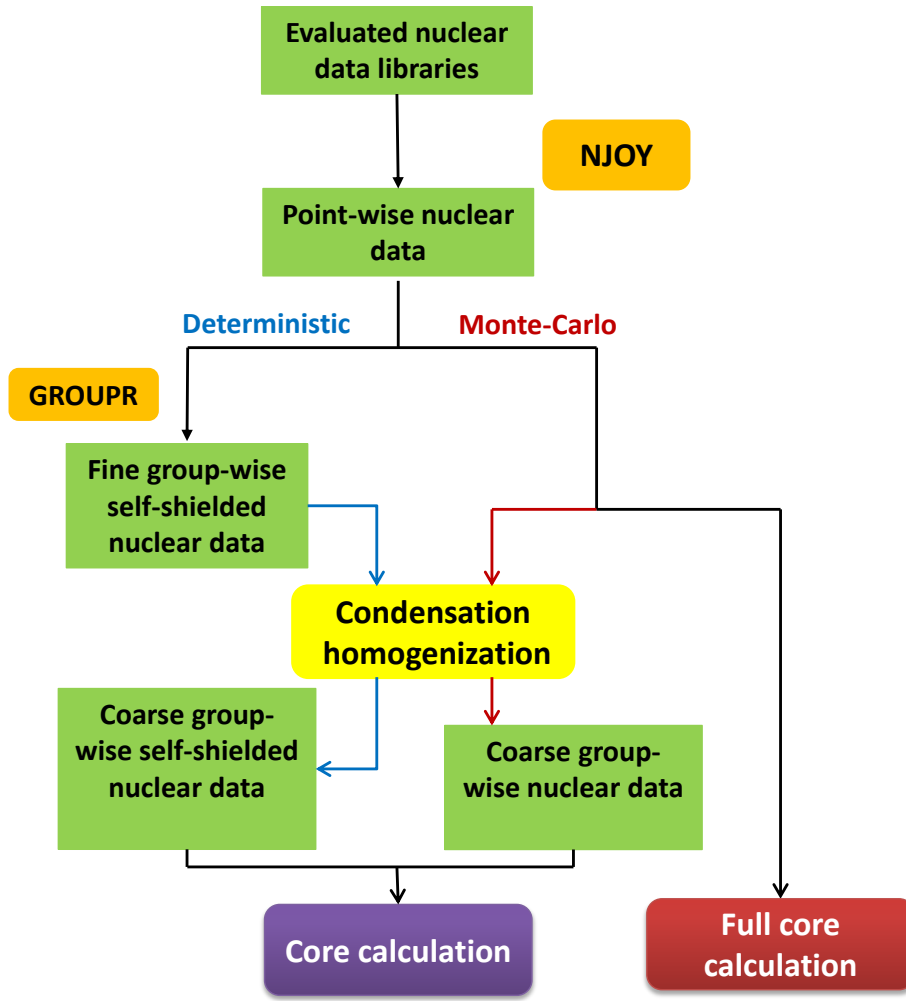 Evaluated nuclear
data libraries
NJOY
Point-wise nuclear
data
Deterministic
Monte-Carlo
GROUPR
Fine group-wise
self-shielded
nuclear data
Condensation
homogenization
Coarse group-
wise self-shielded
nuclear data
Coarse group-
wise nuclear data
Core calculation
Full core
calculation